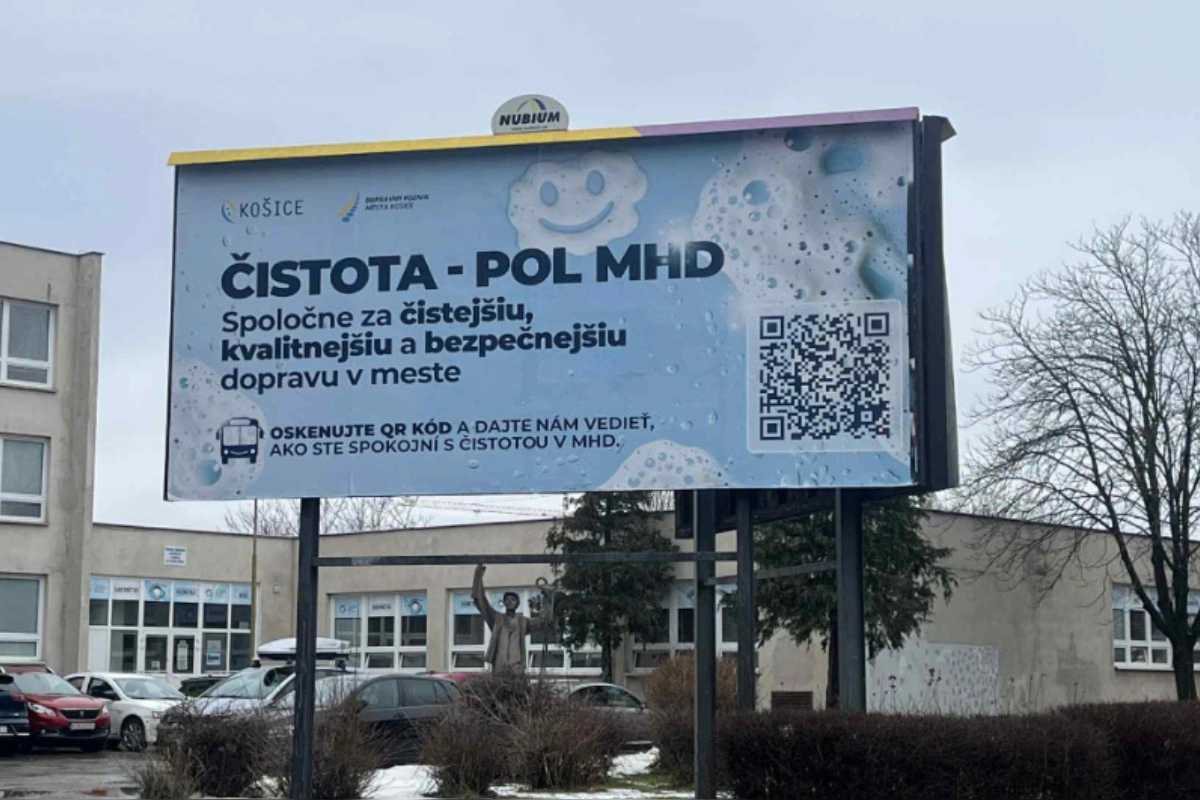 NUBIUM
KOŠICE
DOPRAVNÝ PODNIK
MESTA KOŠICE
ČISTOTA - POL MHD
Spoločne za čistejšiu,
kvalitnejšiu a bezpečnejšiu
dopravu v meste
OSKENUJTE QR KÓD A DAJTE NÁM VEDIEŤ,
AKO STE SPOKOJNÍ S ČISTOTOU V MHD.